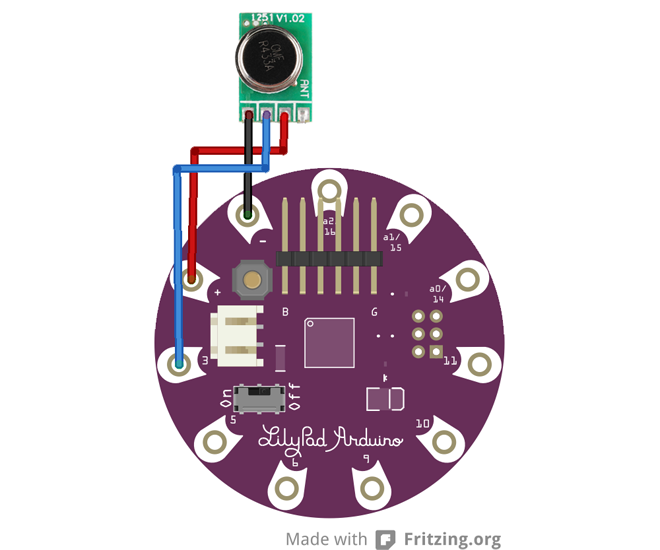 1251 V1.02
CMF
R433A
ANT
a2/
16
a1/
15
-
a0/
14
+
B
G
3
11
On
Off
5
10
LilyPad Arduino
6
9
Made with Fritzing.org